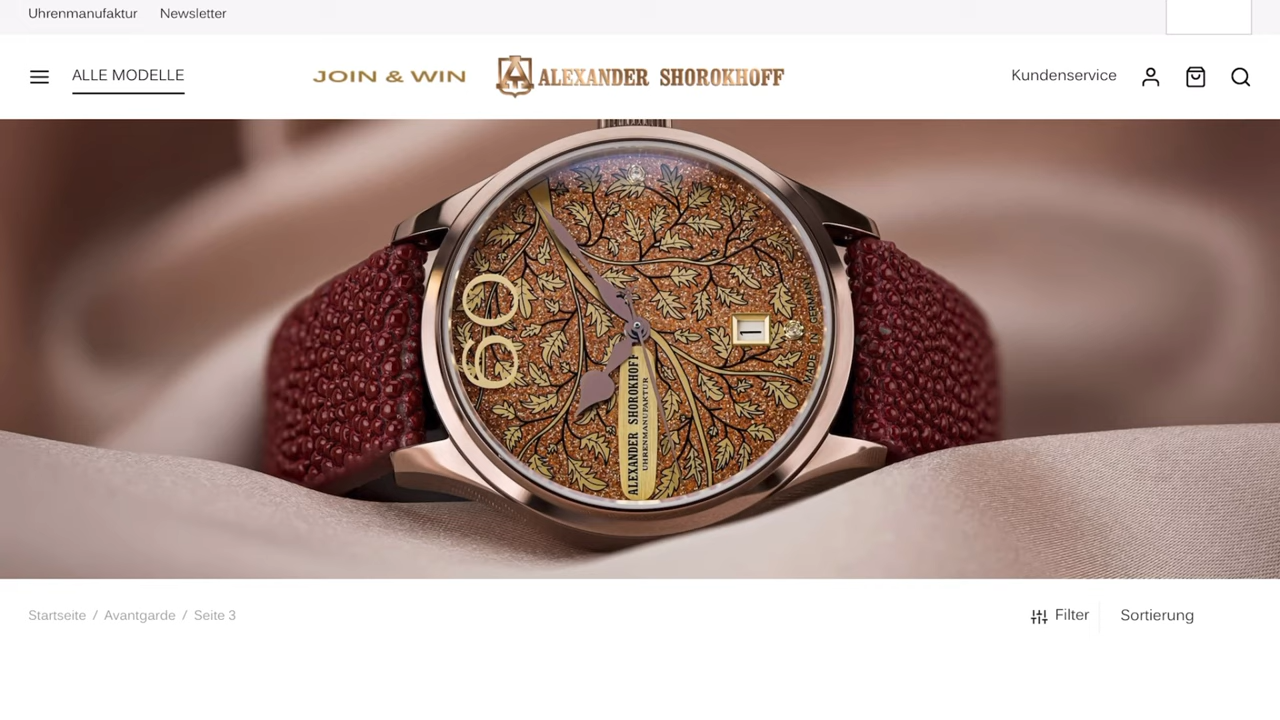 Uhrenmanufaktur Newsletter
ALLE MODELLE
JOIN & WIN
ALEXANDER SHOROKHOFF
Kundenservice
60
1
ALEXANDER SHOROKHOFF
UHRENMANUFAKTUR
MADE IN GERMANY
Startseite / Avantgarde / Seite 3
Filter
Sortierung